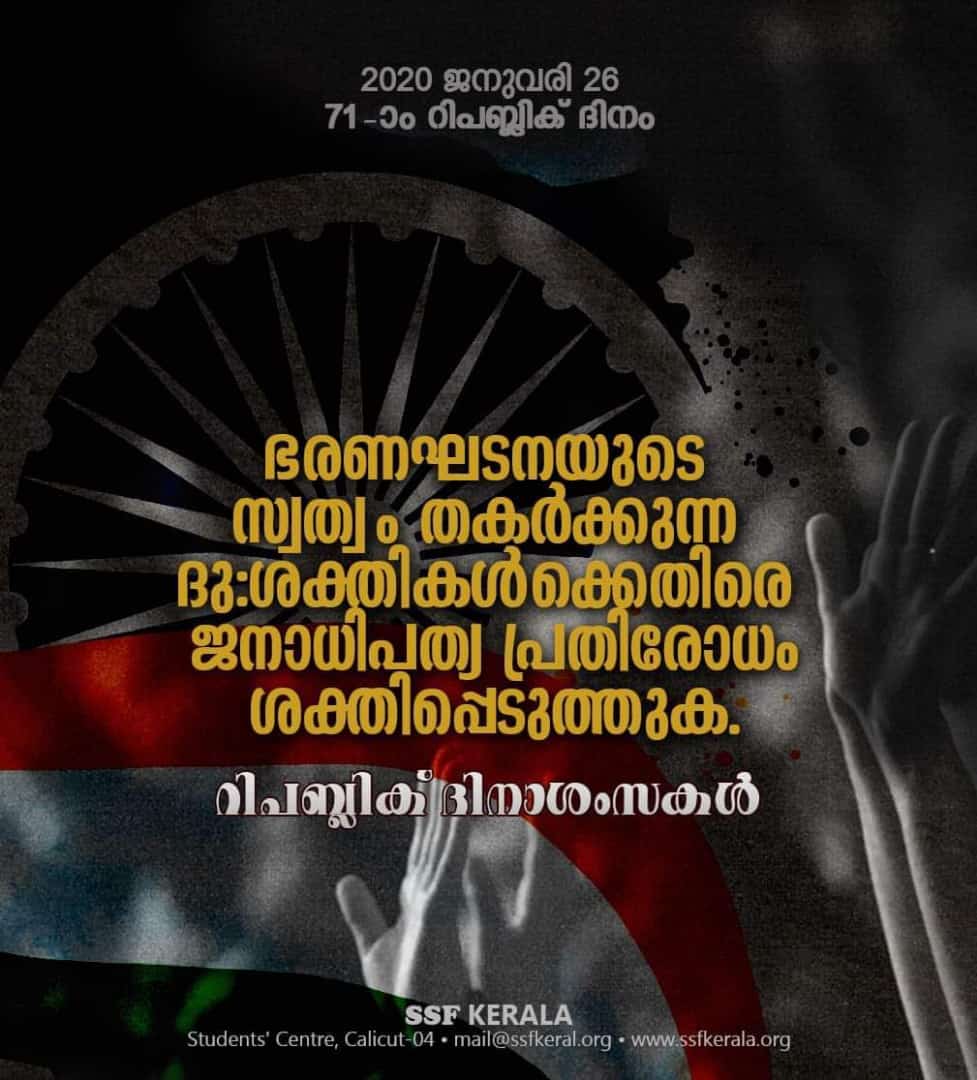 2020 ജനുവരി 26
71-ാം റിപബ്ലിക് ദിനം
ഭരണഘടനയുടെ
സ്വത്വം തകർക്കുന്ന
ദു:ശക്തികൾക്കെതിരെ
ജനാധിപത്യ പ്രതിരോധം
ശക്തിപ്പെടുത്തുക.
റിപബ്ലിക് ദിനാശംസകൾ
SSF KERALA
Students' Centre, Calicut-04 • mail@ssfkeral.org • www.ssfkerala.org